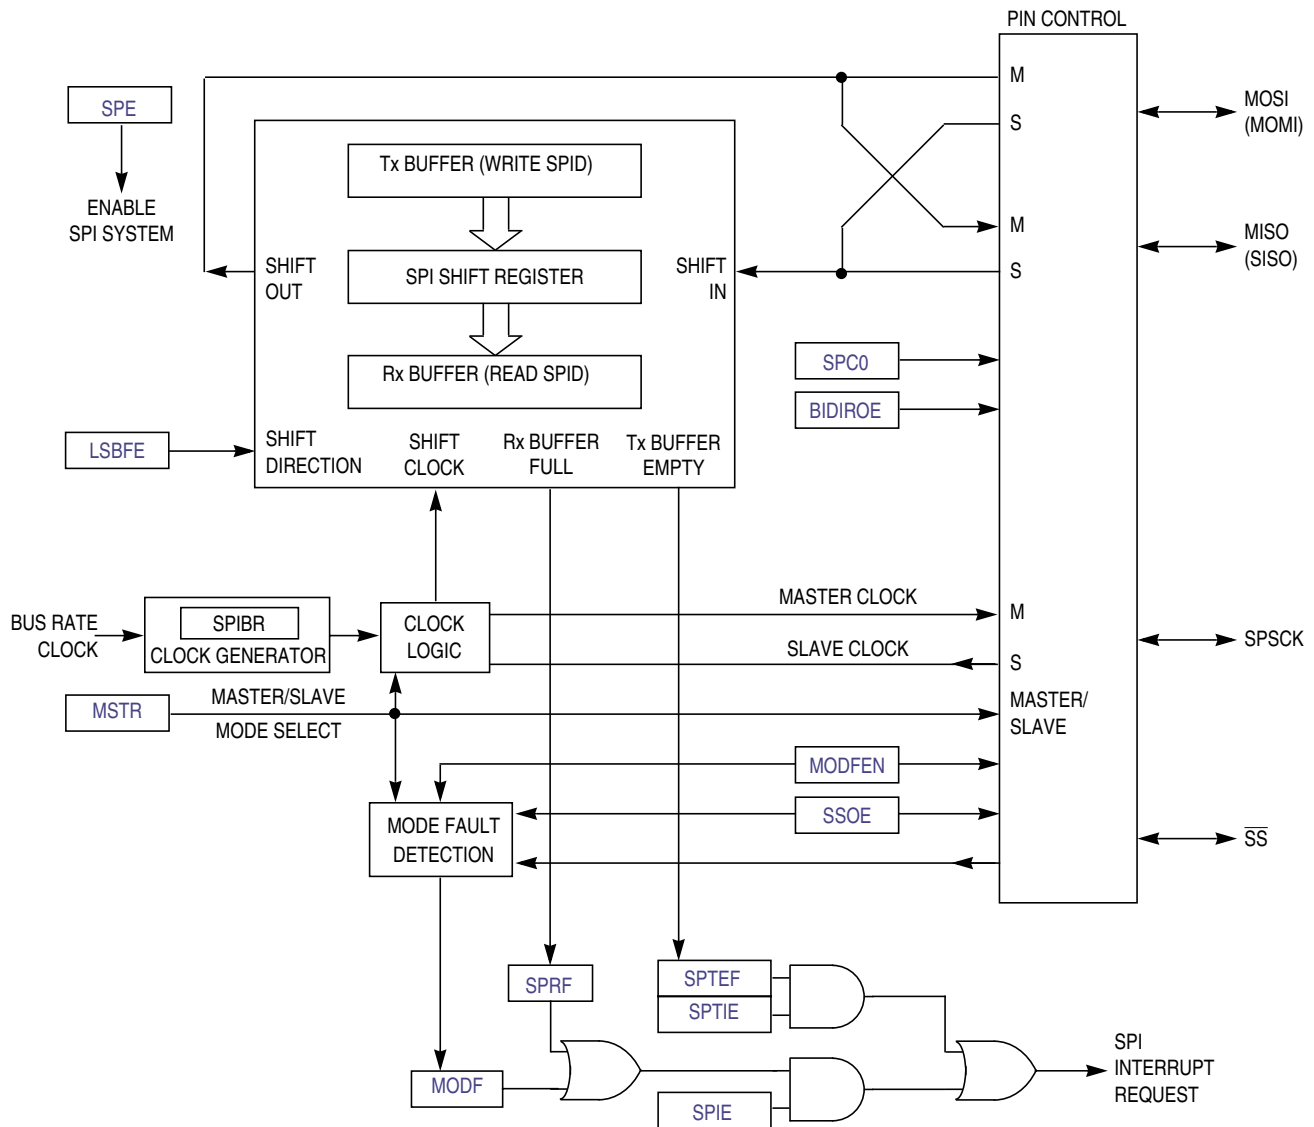 PIN CONTROL
M
SPE
MOSI
(MOMI)
S
Tx BUFFER (WRITE SPID)
ENABLE
SPI SYSTEM
M
MISO
(SISO)
SHIFT
OUT
SPI SHIFT REGISTER
SHIFT
IN
S
SPC0
Rx BUFFER (READ SPID)
BIDIROE
LSBFE
SHIFT
DIRECTION
SHIFT
CLOCK
Rx BUFFER
FULL
Tx BUFFER
EMPTY
MASTER CLOCK
M
BUS RATE
CLOCK
SPIBR
CLOCK GENERATOR
CLOCK
LOGIC
SLAVE CLOCK
S
SPSCK
MSTR
MASTER/SLAVE
MODE SELECT
MASTER/
SLAVE
MODFEN
SSOE
MODE FAULT
DETECTION
SS
SPRF
SPTEF
SPTIE
SPI
INTERRUPT
REQUEST
MODF
SPIE